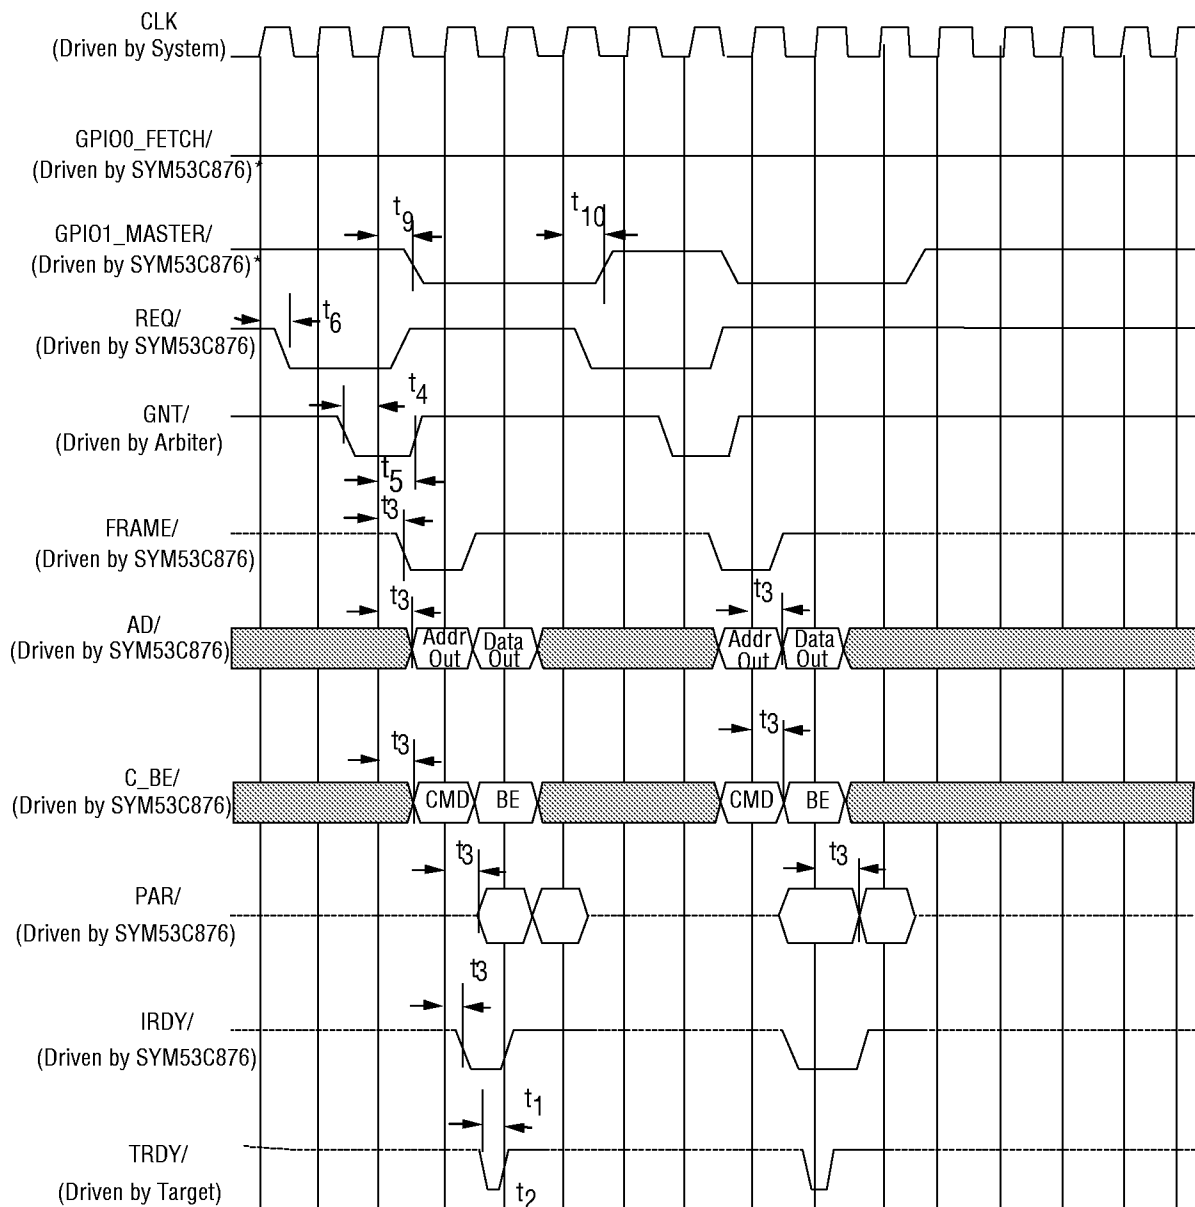 CLK
(Driven by System)
GPIO0_FETCH/
(Driven by SYM53C876)*
t9
t10
GPIO1_MASTER/
(Driven by SYM53C876)*
t6
REQ/
(Driven by SYM53C876)
t4
GNT/
(Driven by Arbiter)
t5
t3
FRAME/
(Driven by SYM53C876)
t3
t3
AD/
(Driven by SYM53C876)
Addr Out
Data Out
Addr Out
Data Out
t3
t3
C_BE/
(Driven by SYM53C876)
CMD
BE
CMD
BE
t3
t3
PAR/
(Driven by SYM53C876)
t3
IRDY/
(Driven by SYM53C876)
t1
TRDY/
(Driven by Target)
t2